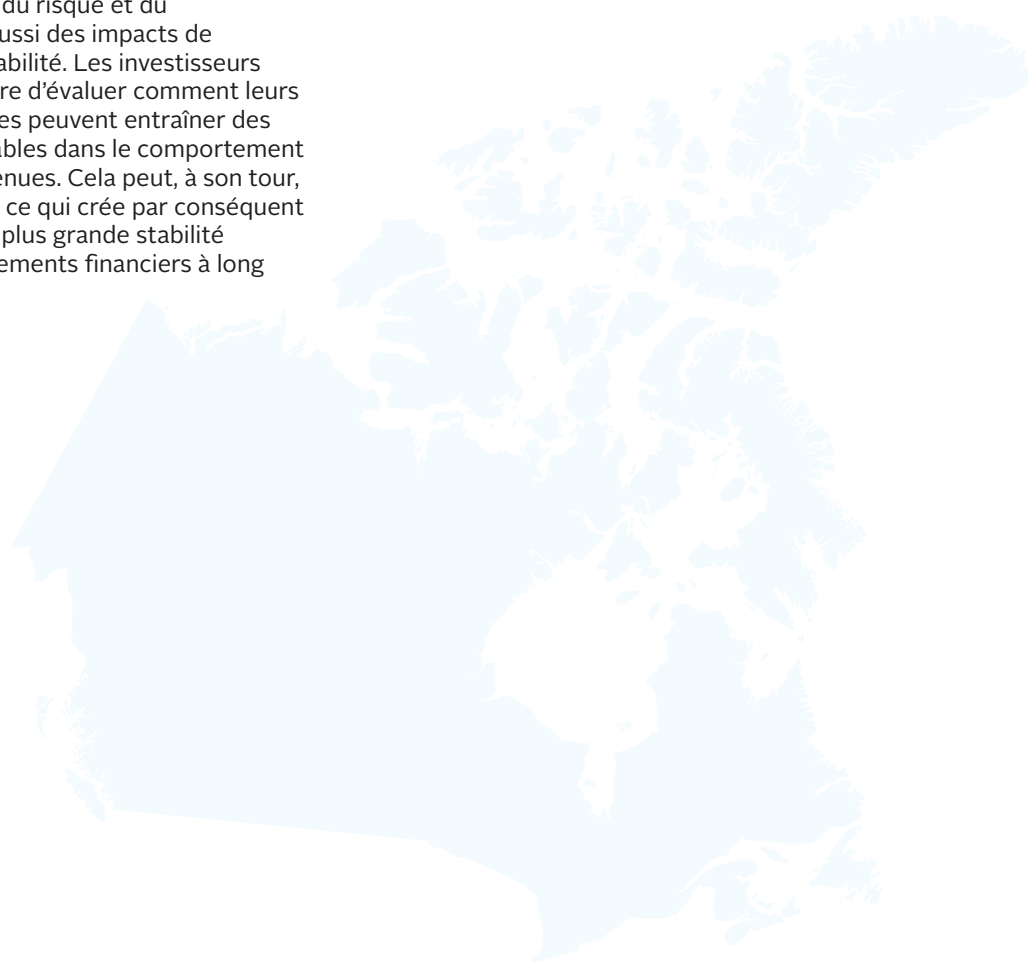 du risque et du
ussi des impacts de
abilité. Les investisseurs
re d'évaluer comment leurs
es peuvent entraîner des
ables dans le comportement
enues. Cela peut, à son tour,
ce qui crée par conséquent
plus grande stabilité
ements financiers à long